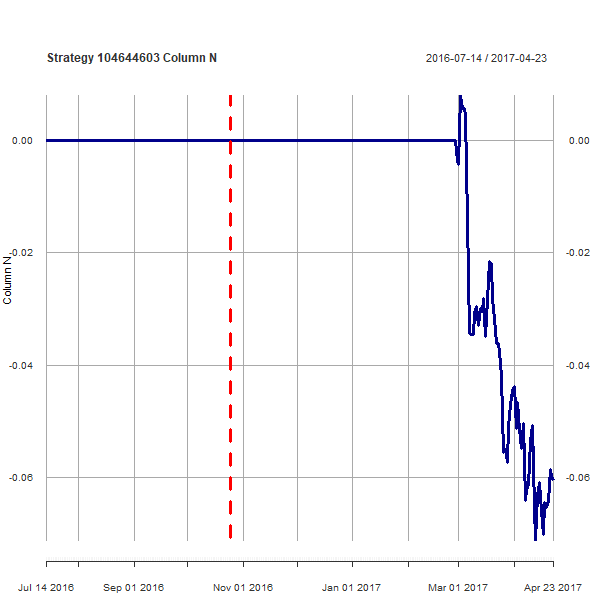 Strategy 104644603 Column N
2016-07-14 / 2017-04-23
0.00
0.00
-0.02
-0.02
Column N
-0.04
-0.04
-0.06
-0.06
Jul 14 2016
Sep 01 2016
Nov 01 2016
Jan 01 2017
Mar 01 2017
Apr 23 2017